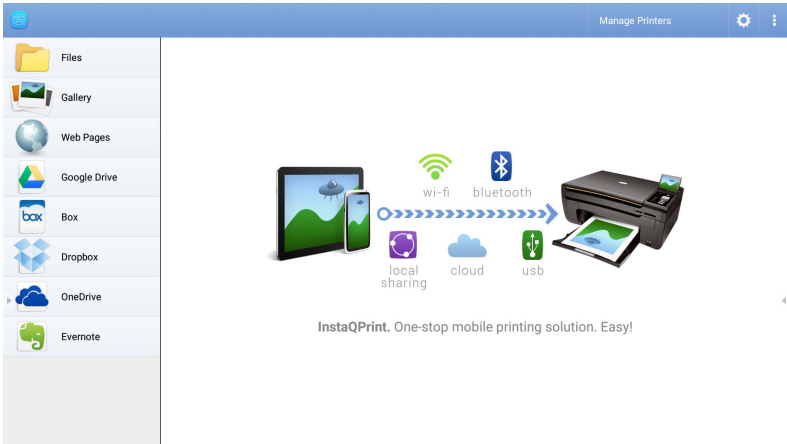 Manage Printers
Files
Gallery
Web Pages
Google Drive
box
Box
Dropbox
OneDrive
Evernote
wi-fi
bluetooth
local
sharing
cloud
usb
InstaQPrint. One-stop mobile printing solution. Easy!